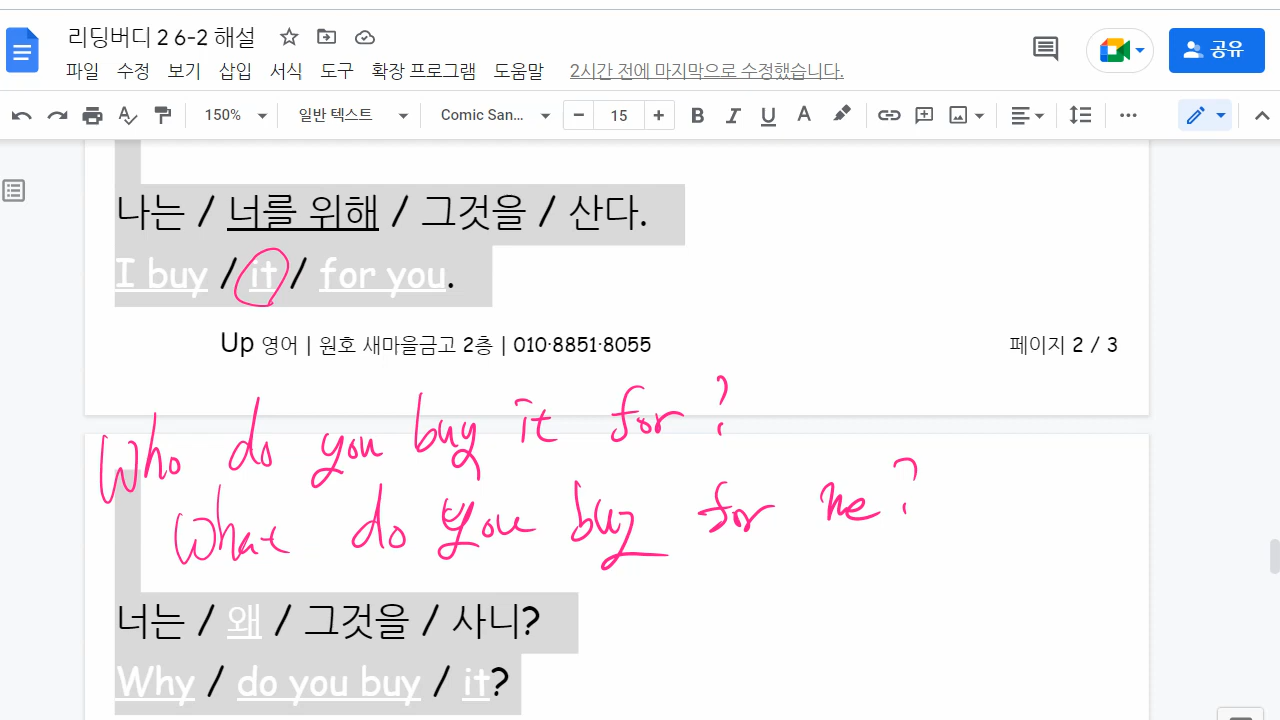 리딩버디 2 6-2 해설
파일 수정 보기 삽입 서식 도구 확장 프로그램 도움말 2시간 전에 마지막으로 수정했습니다.
공유
150% 일반 텍스트 Comic San... 15 B I U A
나는 / 너를 위해 / 그것을 / 산다.
I buy / it / for you.
Up 영어 | 원호 새마을금고 2층 | 010·8851·8055 페이지 2 / 3
Who do you buy it for?
What do you buy for me?
너는 / 왜 / 그것을 / 사니?
Why / do you buy / it?